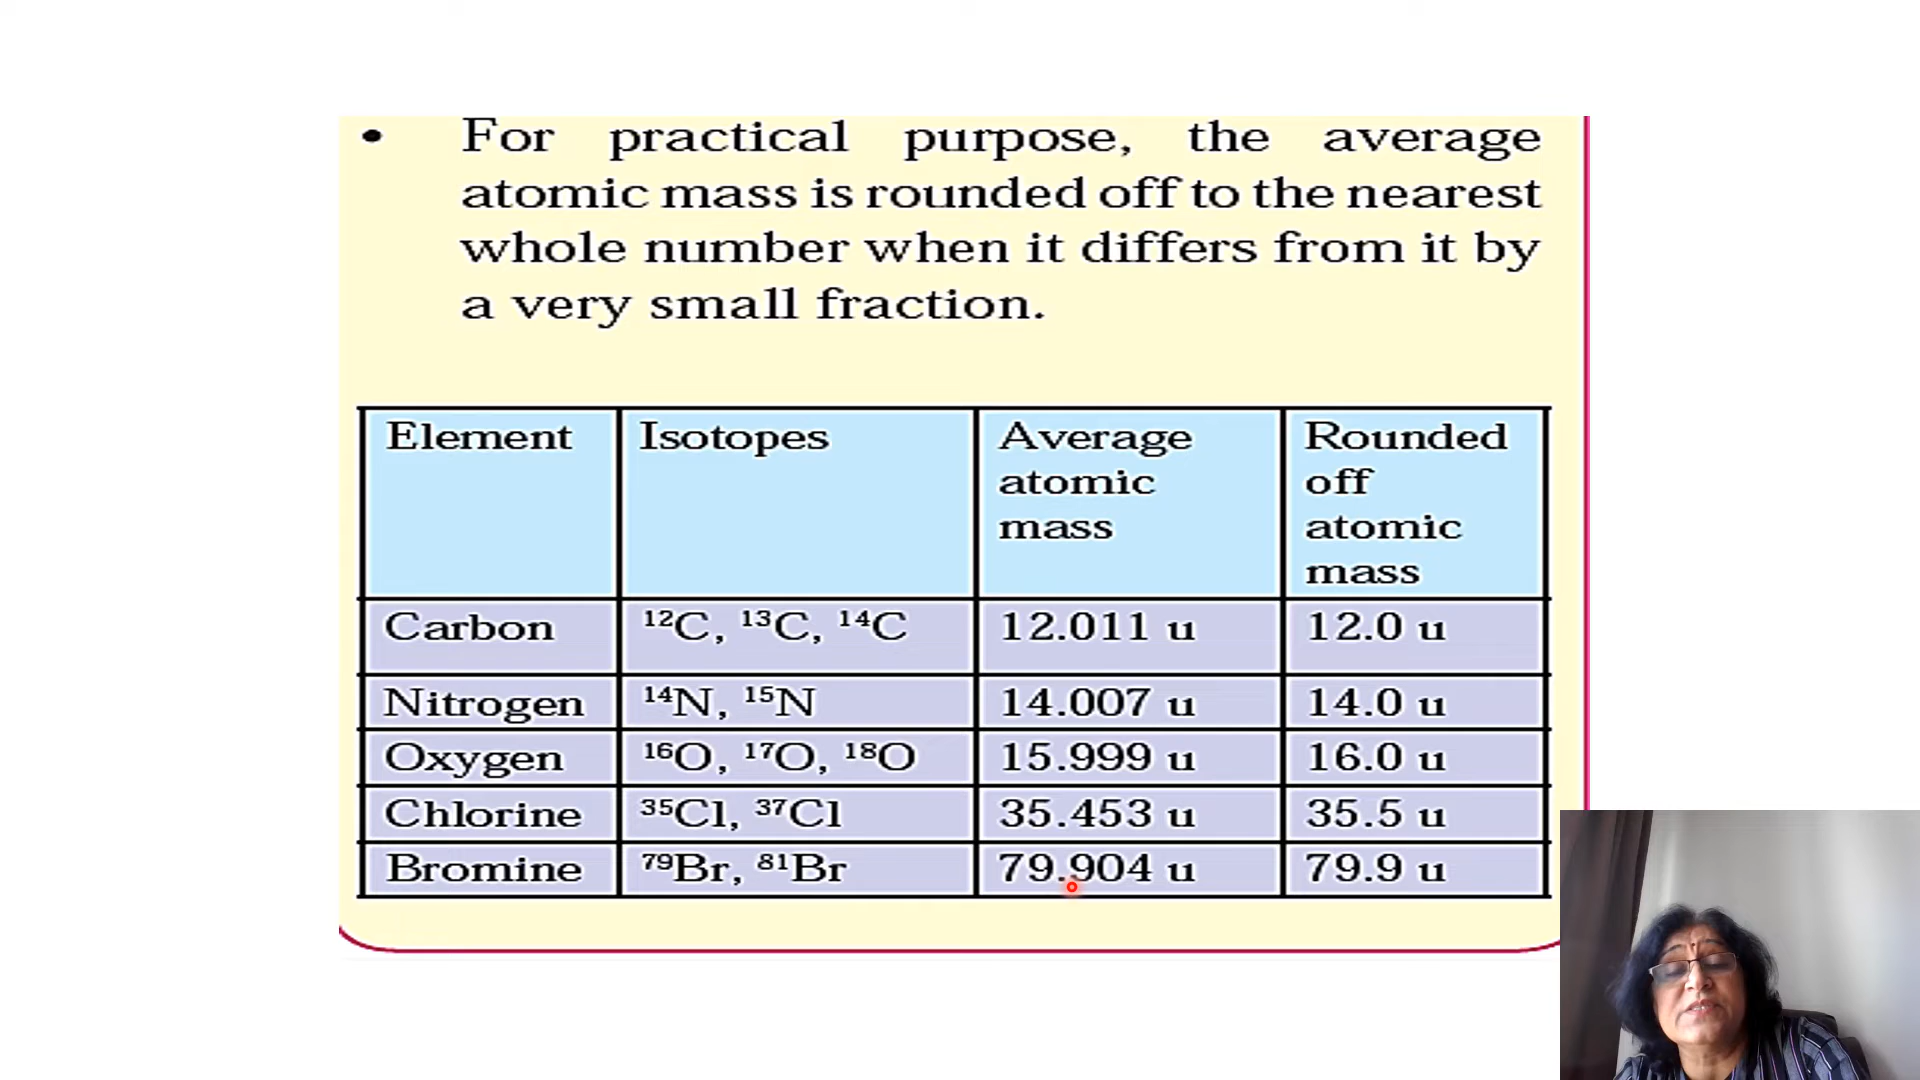 • For practical purpose, the average
atomic mass is rounded off to the nearest
whole number when it differs from it by
a very small fraction.
Element Isotopes Average atomic mass Rounded off atomic mass
Carbon ¹²C, ¹³C, ¹⁴C 12.011 u 12.0 u
Nitrogen ¹⁴N, ¹⁵N 14.007 u 14.0 u
Oxygen ¹⁶O, ¹⁷O, ¹⁸O 15.999 u 16.0 u
Chlorine ³⁵Cl, ³⁷Cl 35.453 u 35.5 u
Bromine ⁷⁹Br, ⁸¹Br 79.904 u 79.9 u